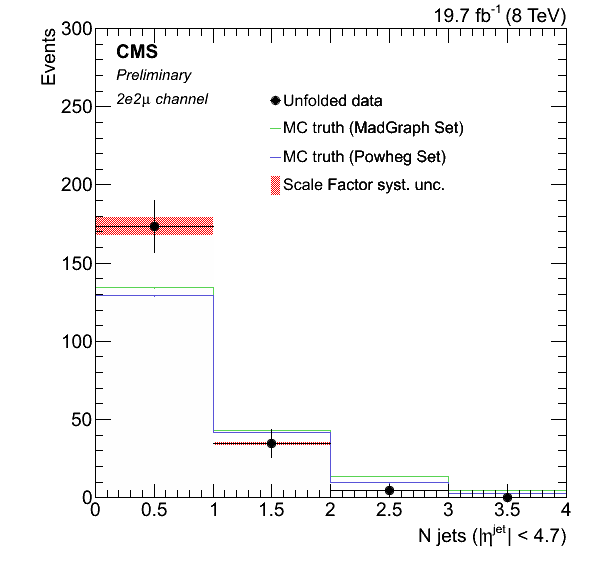 19.7 fb⁻¹ (8 TeV)
Events
CMS
Preliminary
2e2μ channel
Unfolded data
MC truth (MadGraph Set)
MC truth (Powheg Set)
Scale Factor syst. unc.
300
250
200
150
100
50
0
0 0.5 1 1.5 2 2.5 3 3.5 4
N jets (|η^jet| < 4.7)